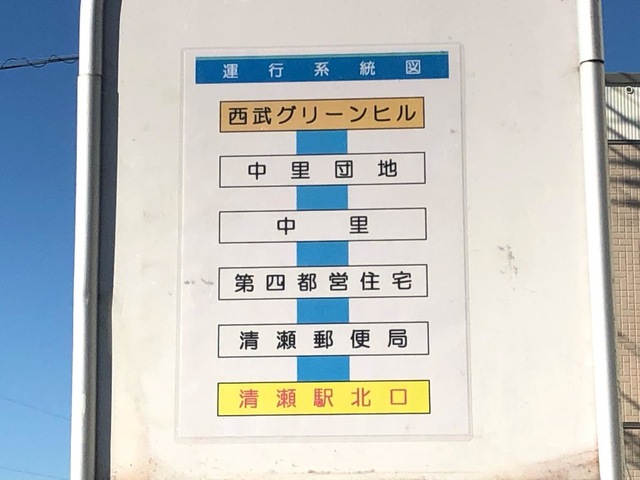 運行系統図
西武グリーンヒル
中里団地
中里
第四都営住宅
清瀬郵便局
清瀬駅北口